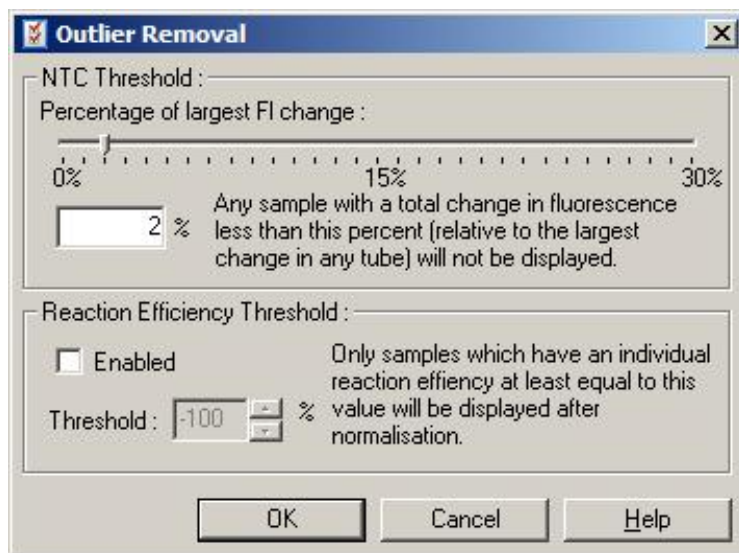 Outlier Removal
NTC Threshold :
Percentage of largest Fl change :
0% 15% 30%
2 %
Any sample with a total change in fluorescence
less than this percent (relative to the largest
change in any tube) will not be displayed.
Reaction Efficiency Threshold :
Enabled
Threshold : -100 %
Only samples which have an individual
reaction effiency at least equal to this
value will be displayed after
normalisation.
OK Cancel Help